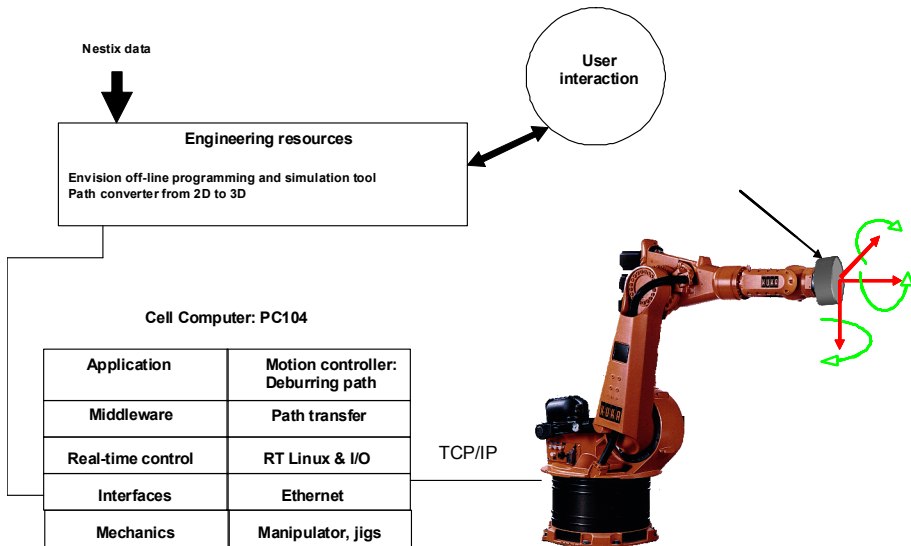 Nestix data
User
interaction
Engineering resources
Envision off-line programming and simulation tool
Path converter from 2D to 3D
Cell Computer: PC104
Application
Motion controller:
Deburring path
Middleware
Path transfer
Real-time control
RT Linux & I/O
TCP/IP
Interfaces
Ethernet
Mechanics
Manipulator, jigs